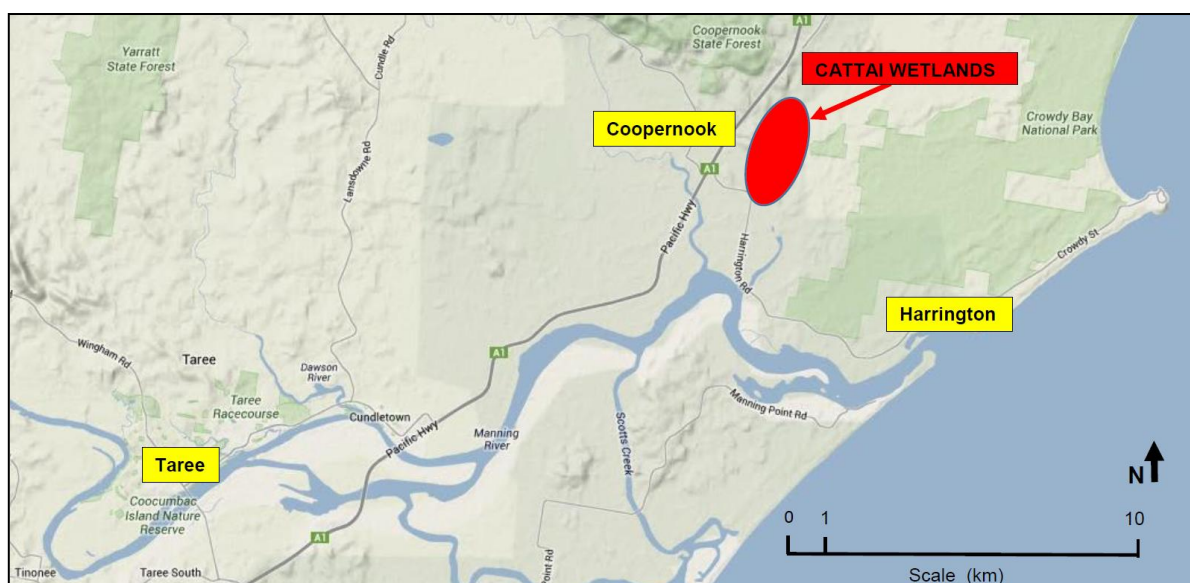 Yarratt
State Forest
Cundle Rd
Lansdowne Rd
Coopernook
State Forest
A1
CATTAI WETLANDS
Coopernook
Crowdy Bay
National Park
A1
Pacific Hwy
Harrington Rd
Crowdy St
Harrington
Wingham Rd
Taree
Dawson
River
Taree
Racecourse
Cundletown
A1
Pacific Hwy
Manning
River
Scotts Creek
Manning Point Rd
Taree
Coocumbac
Island Nature
Reserve
A1
Tinonee
Taree South
Point Rd
N
0 1 10
Scale (km)